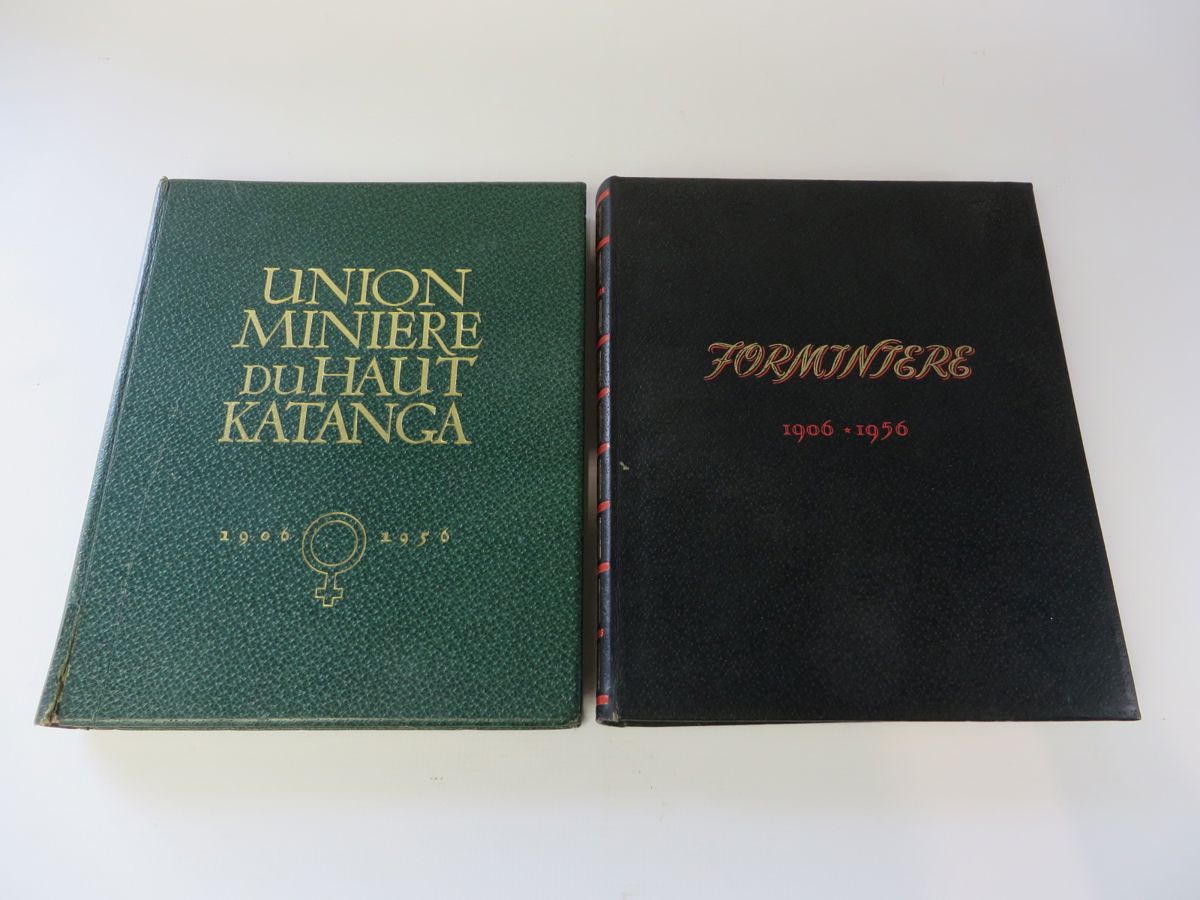 UNION
MINIÈRE
DU HAUT
KATANGA
1906 1956
FORMINIERE
1906 ★ 1956